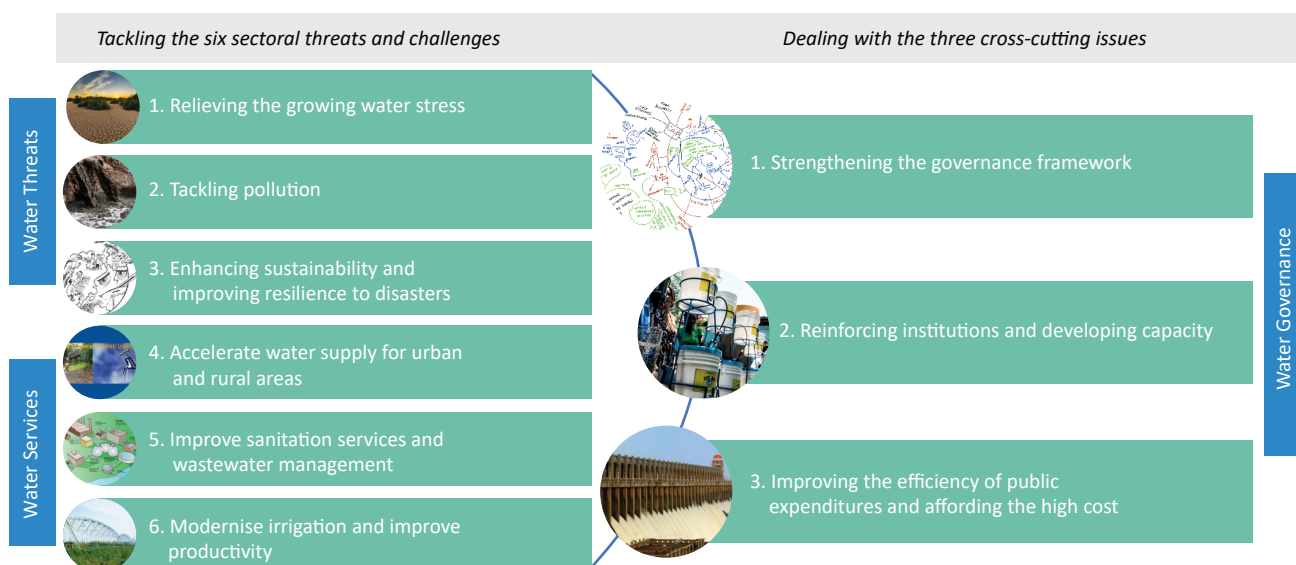 Tackling the six sectoral threats and challenges
Dealing with the three cross-cutting issues
Water Threats
1. Relieving the growing water stress
2. Tackling pollution
3. Enhancing sustainability and
improving resilience to disasters
Water Services
4. Accelerate water supply for urban
and rural areas
5. Improve sanitation services and
wastewater management
6. Modernise irrigation and improve
productivity
1. Strengthening the governance framework
2. Reinforcing institutions and developing capacity
3. Improving the efficiency of public
expenditures and affording the high cost
Water Governance